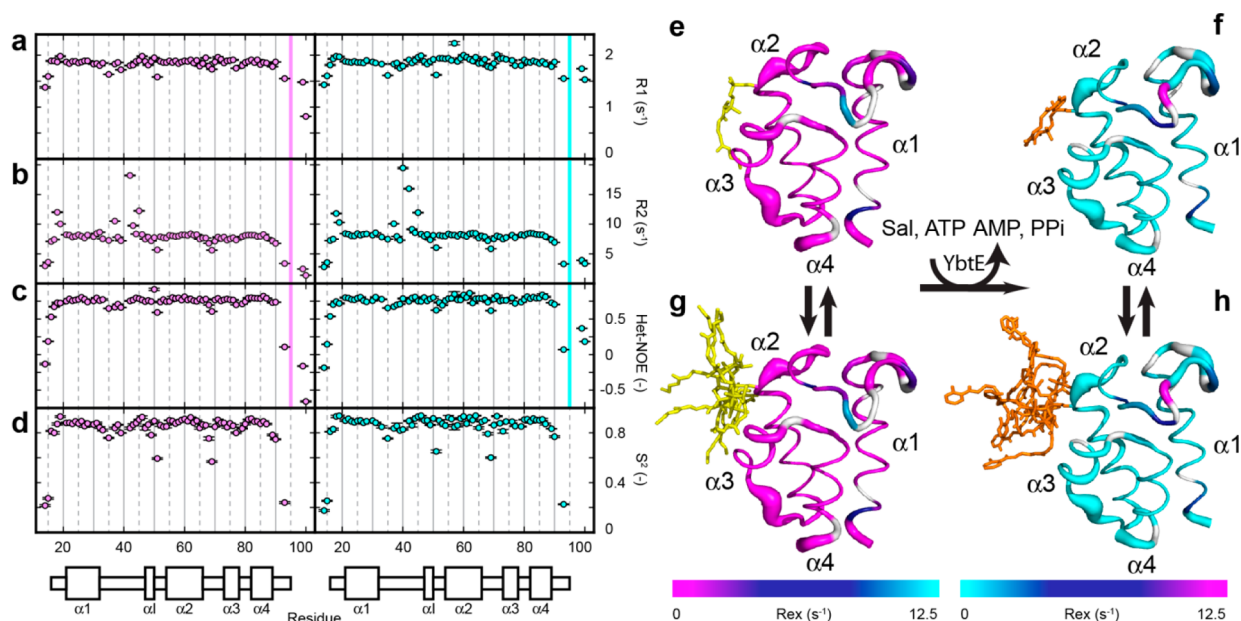 a
2
1
0
R1 (s⁻¹)
b
15
10
5
R2 (s⁻¹)
c
0.5
0
-0.5
Het-NOE (-)
d
0.8
0.4
0
S² (-)
20 40 60 80 100 20 40 60 80 100
α1 αl α2 α3 α4 α1 αl α2 α3 α4
Residue
e
α2
α1
α3
α4
f
α2
α1
α3
α4
Sal, ATP AMP, PPi
YbtE
g
α2
α1
α3
α4
h
α2
α1
α3
α4
0 Rex (s⁻¹) 12.5
0 Rex (s⁻¹) 12.5